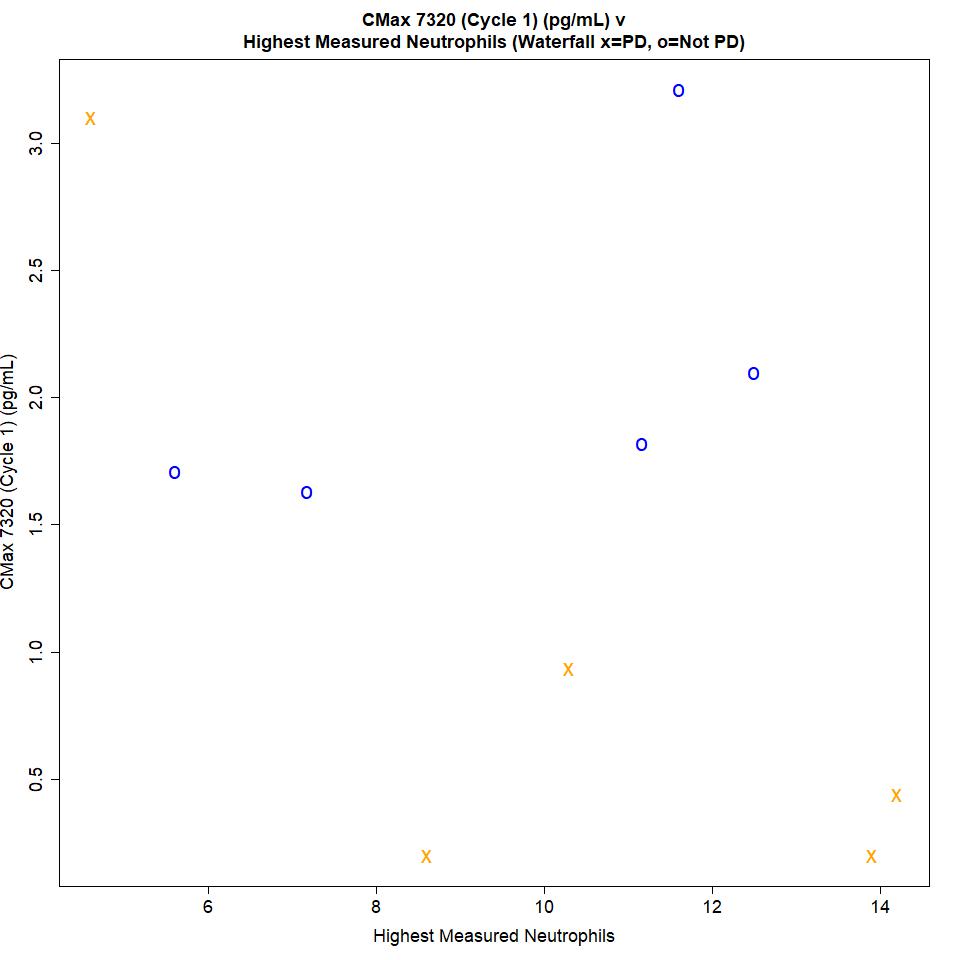 CMax 7320 (Cycle 1) (pg/mL) v
Highest Measured Neutrophils (Waterfall x=PD, o=Not PD)
CMax 7320 (Cycle 1) (pg/mL)
3.0
2.5
2.0
1.5
1.0
0.5
x
o
o
o
o
o
x
x
x
x
6 8 10 12 14
Highest Measured Neutrophils